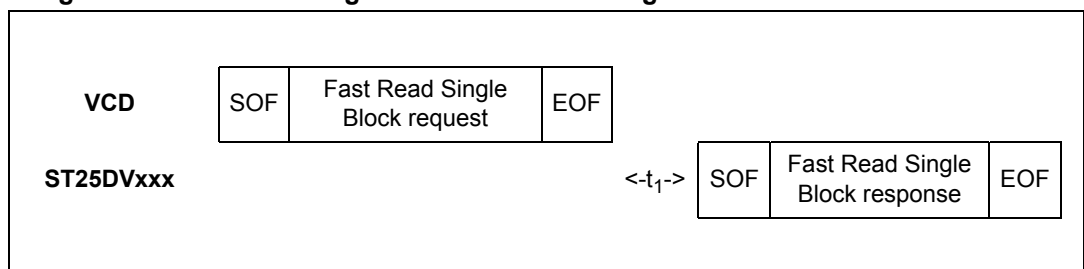 VCD SOF Fast Read Single Block request EOF
ST25DVxxx <-t1-> SOF Fast Read Single Block response EOF